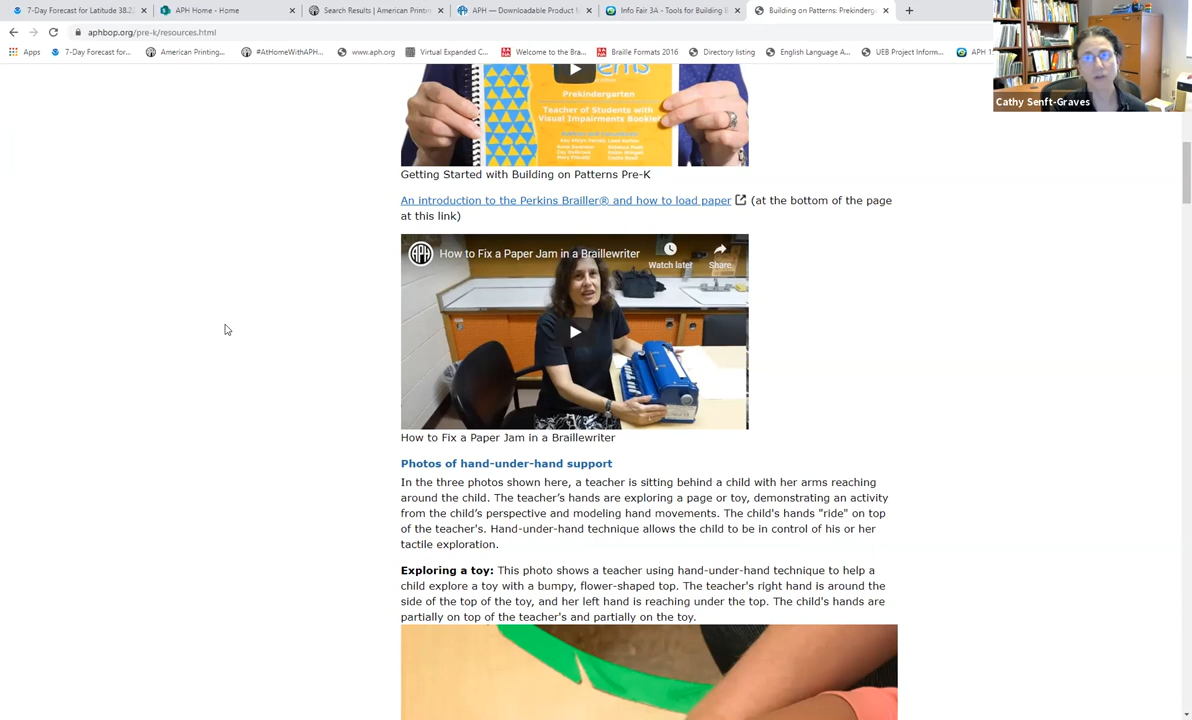 7-Day Forecast for Latitude 38.2
APH Home - Home
Search Results | American Printin
APH — Downloadable Product M
Info Fair 3A - Tools for Building B
Building on Patterns: Prekinderg
aphbop.org/pre-k/resources.html
Apps
7-Day Forecast for...
American Printing...
#AtHomeWithAPH...
www.aph.org
Virtual Expanded C...
Welcome to the Bra...
Braille Formats 2016
Directory listing
English Language A...
UEB Project Inform...
APH 1
Cathy Senft-Graves
Prekindergarten
Teacher of Students with
Visual Impairments Booklet
Getting Started with Building on Patterns Pre-K
An introduction to the Perkins Brailler® and how to load paper (at the bottom of the page
at this link)
APH
How to Fix a Paper Jam in a Braillewriter
Watch later
Share
How to Fix a Paper Jam in a Braillewriter
Photos of hand-under-hand support
In the three photos shown here, a teacher is sitting behind a child with her arms reaching
around the child. The teacher’s hands are exploring a page or toy, demonstrating an activity
from the child’s perspective and modeling hand movements. The child's hands "ride" on top
of the teacher's. Hand-under-hand technique allows the child to be in control of his or her
tactile exploration.
Exploring a toy: This photo shows a teacher using hand-under-hand technique to help a
child explore a toy with a bumpy, flower-shaped top. The teacher's right hand is around the
side of the top of the toy, and her left hand is reaching under the top. The child's hands are
partially on top of the teacher's and partially on the toy.